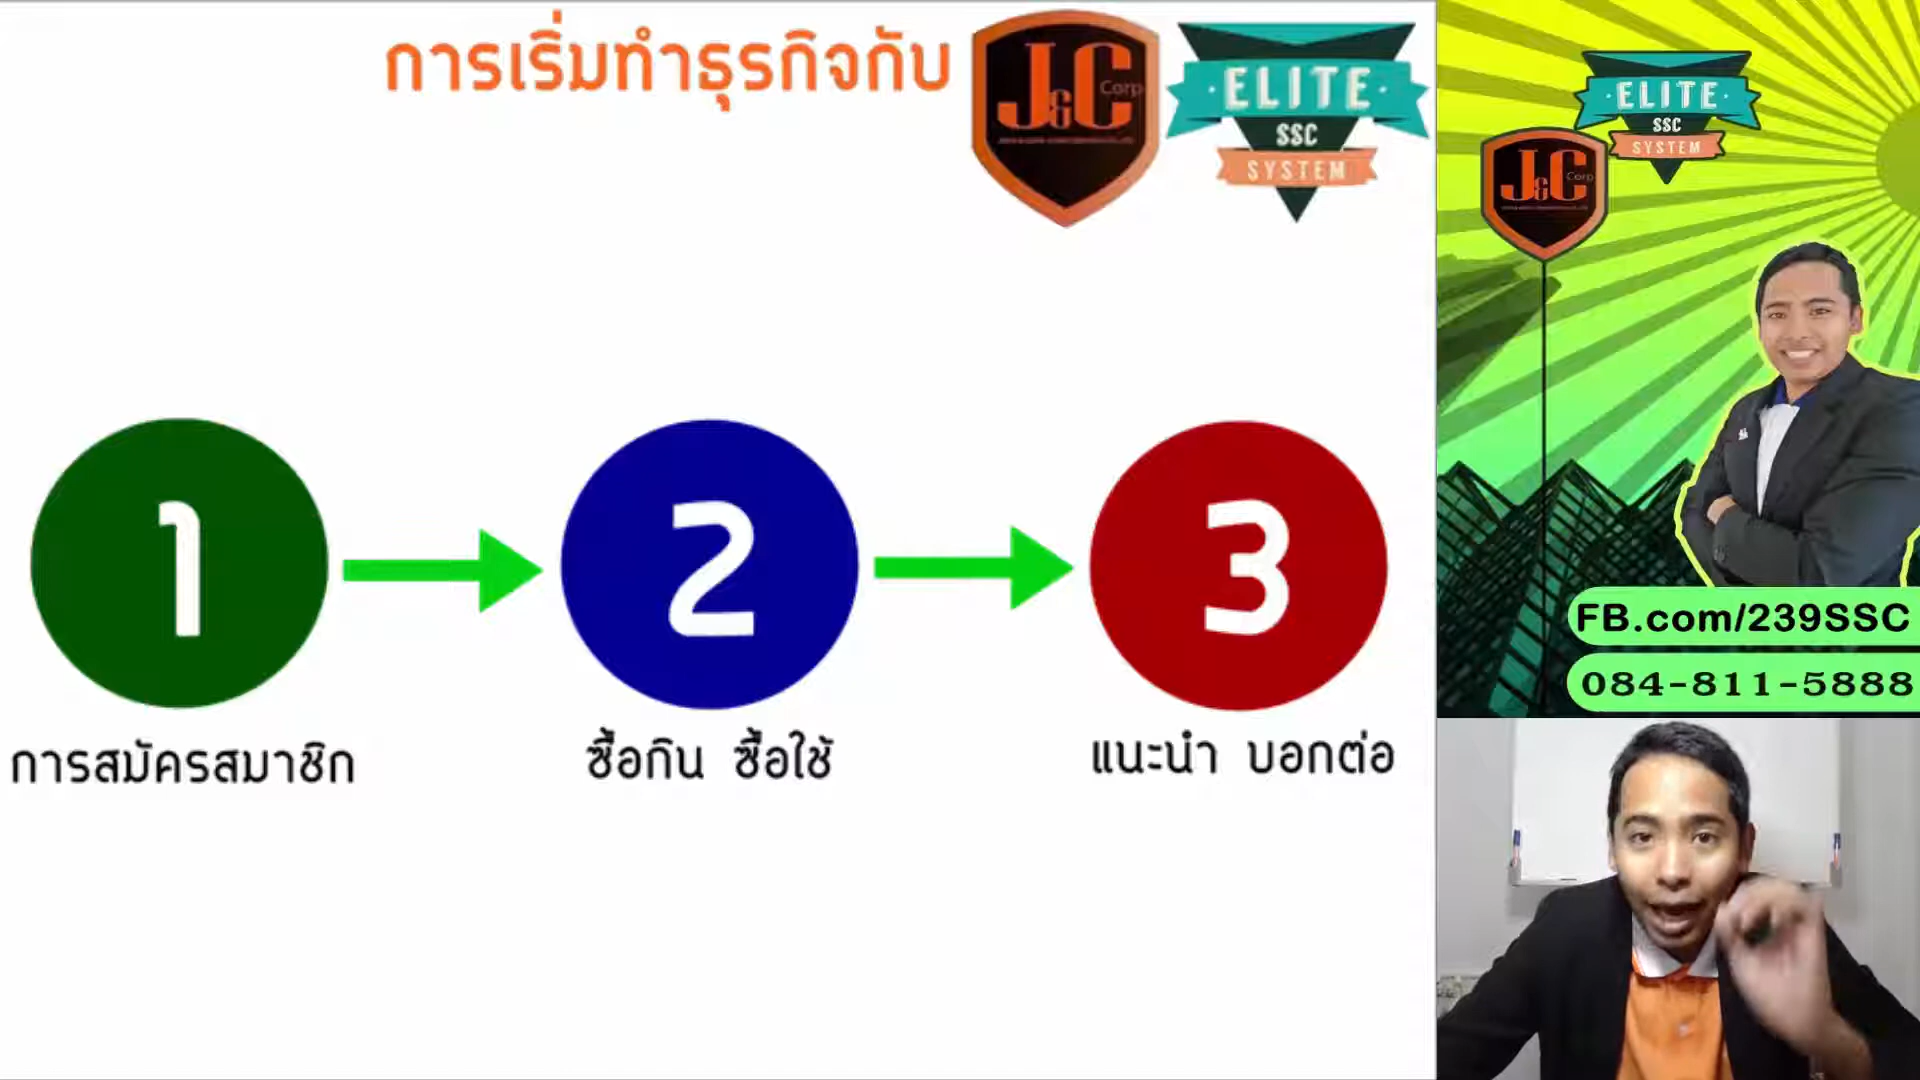 การเริ่มทำธุรกิจกับ
J&C
Corp
ELITE
SSC
SYSTEM
1
2
3
การสมัครสมาชิก
ซื้อกิน ซื้อใช้
แนะนำ บอกต่อ
ELITE
SSC
SYSTEM
J&C
Corp
FB.com/239SSC
084-811-5888